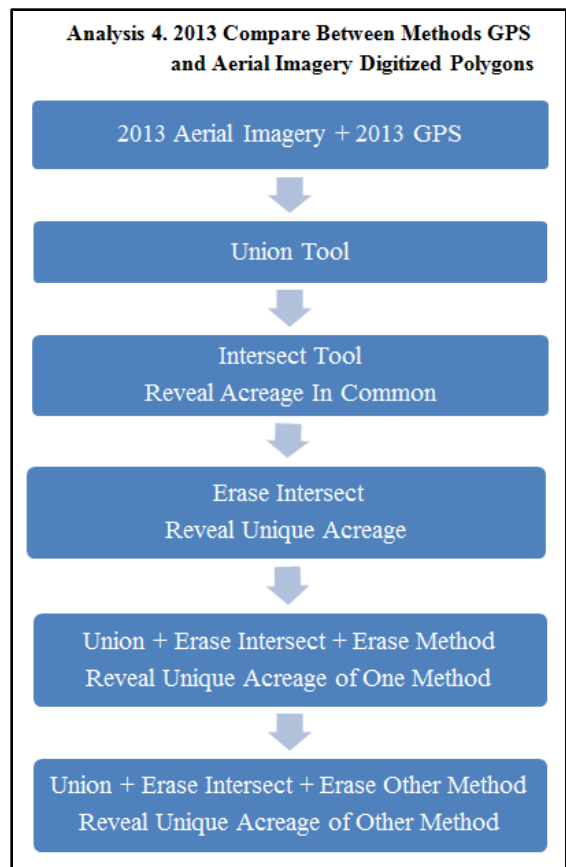 Analysis 4. 2013 Compare Between Methods GPS
and Aerial Imagery Digitized Polygons
2013 Aerial Imagery + 2013 GPS
Union Tool
Intersect Tool
Reveal Acreage In Common
Erase Intersect
Reveal Unique Acreage
Union + Erase Intersect + Erase Method
Reveal Unique Acreage of One Method
Union + Erase Intersect + Erase Other Method
Reveal Unique Acreage of Other Method